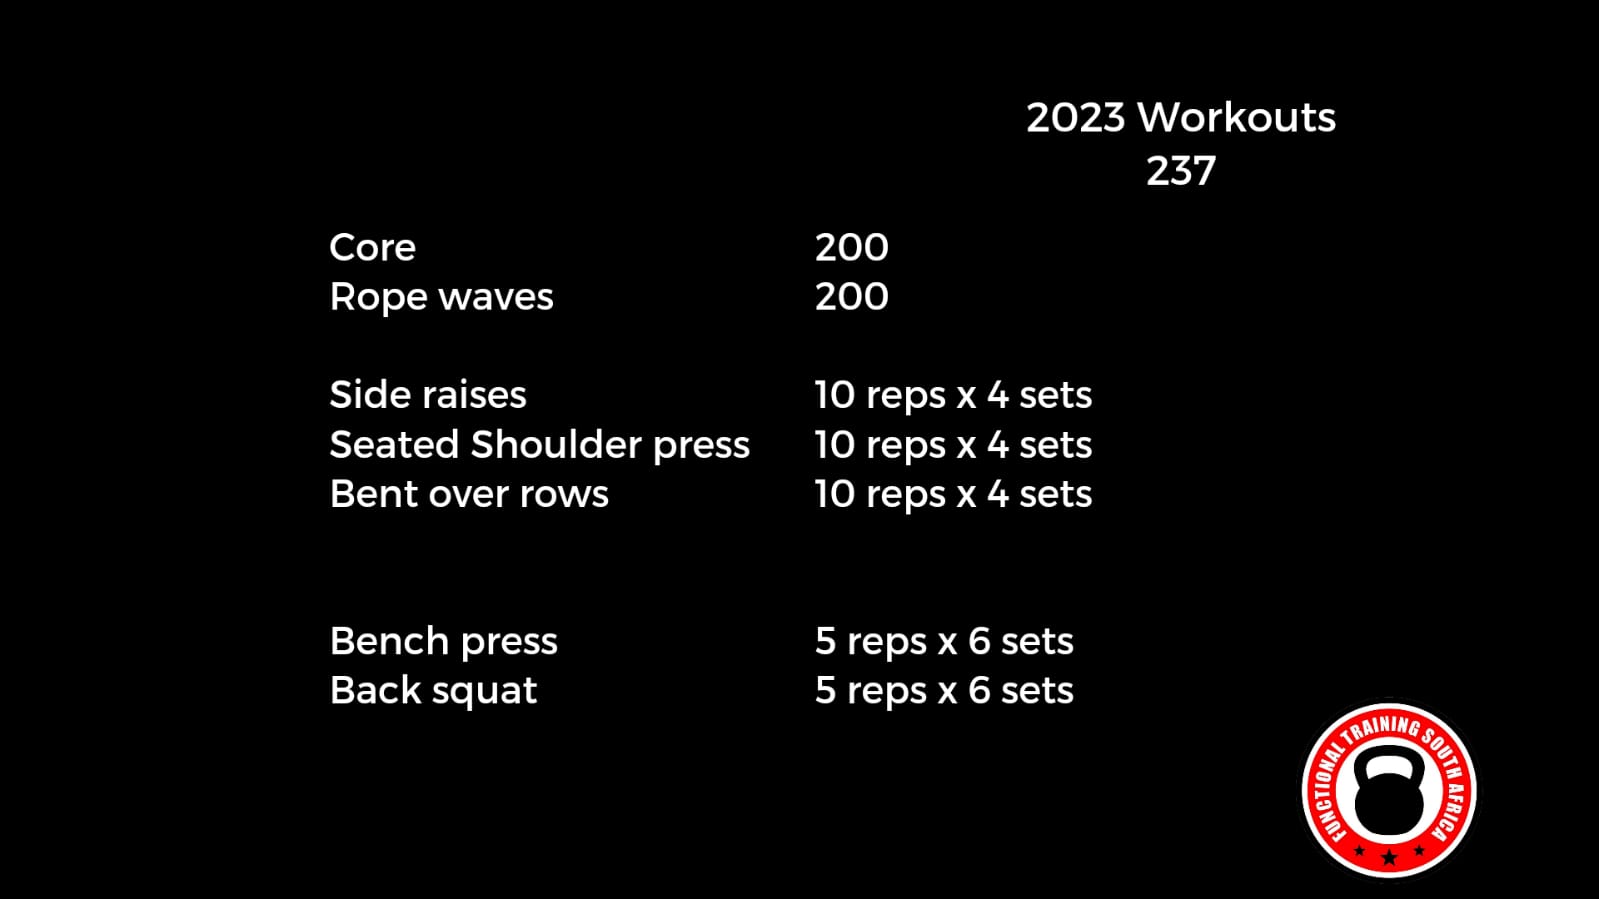 2023 Workouts
237
Core 200
Rope waves 200
Side raises 10 reps x 4 sets
Seated Shoulder press 10 reps x 4 sets
Bent over rows 10 reps x 4 sets
Bench press 5 reps x 6 sets
Back squat 5 reps x 6 sets
FUNCTIONAL TRAINING SOUTH AFRICA